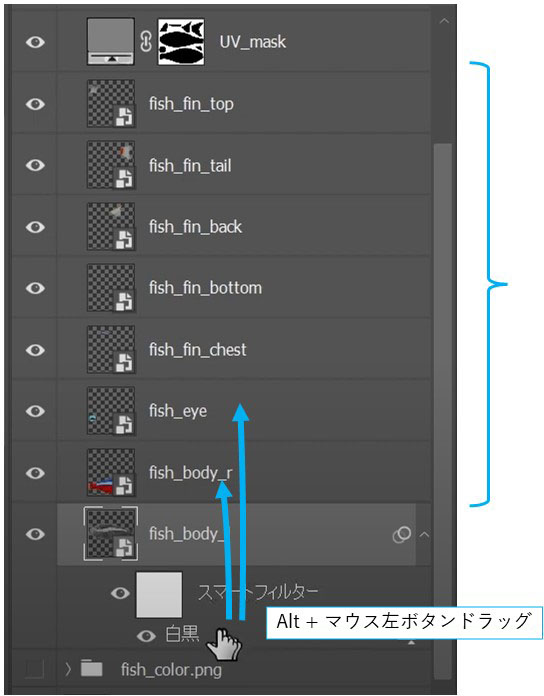 UV_mask
fish_fin_top
fish_fin_tail
fish_fin_back
fish_fin_bottom
fish_fin_chest
fish_eye
fish_body_r
fish_body_
スマートフィルター
Alt + マウス左ボタンドラッグ
白黒
fish_color.png